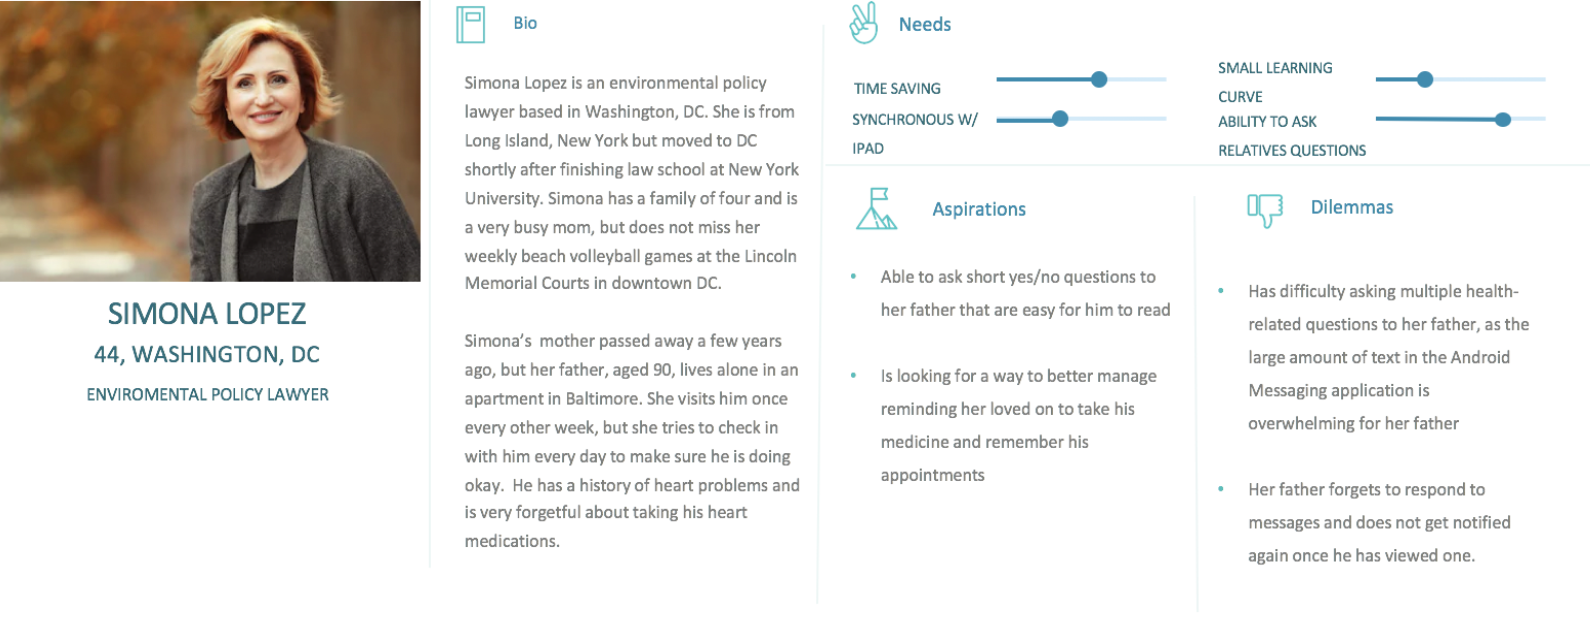 SIMONA LOPEZ
44, WASHINGTON, DC
ENVIROMENTAL POLICY LAWYER
Bio
Simona Lopez is an environmental policy
lawyer based in Washington, DC. She is from
Long Island, New York but moved to DC
shortly after finishing law school at New York
University. Simona has a family of four and is
a very busy mom, but does not miss her
weekly beach volleyball games at the Lincoln
Memorial Courts in downtown DC.
Simona's  mother passed away a few years
ago, but her father, aged 90, lives alone in an
apartment in Baltimore. She visits him once
every other week, but she tries to check in
with him every day to make sure he is doing
okay.  He has a history of heart problems and
is very forgetful about taking his heart
medications.
Needs
TIME SAVING
SYNCHRONOUS W/
IPAD
SMALL LEARNING
CURVE
ABILITY TO ASK
RELATIVES QUESTIONS
Aspirations
• Able to ask short yes/no questions to
her father that are easy for him to read
• Is looking for a way to better manage
reminding her loved on to take his
medicine and remember his
appointments
Dilemmas
• Has difficulty asking multiple health-
related questions to her father, as the
large amount of text in the Android
Messaging application is
overwhelming for her father
• Her father forgets to respond to
messages and does not get notified
again once he has viewed one.